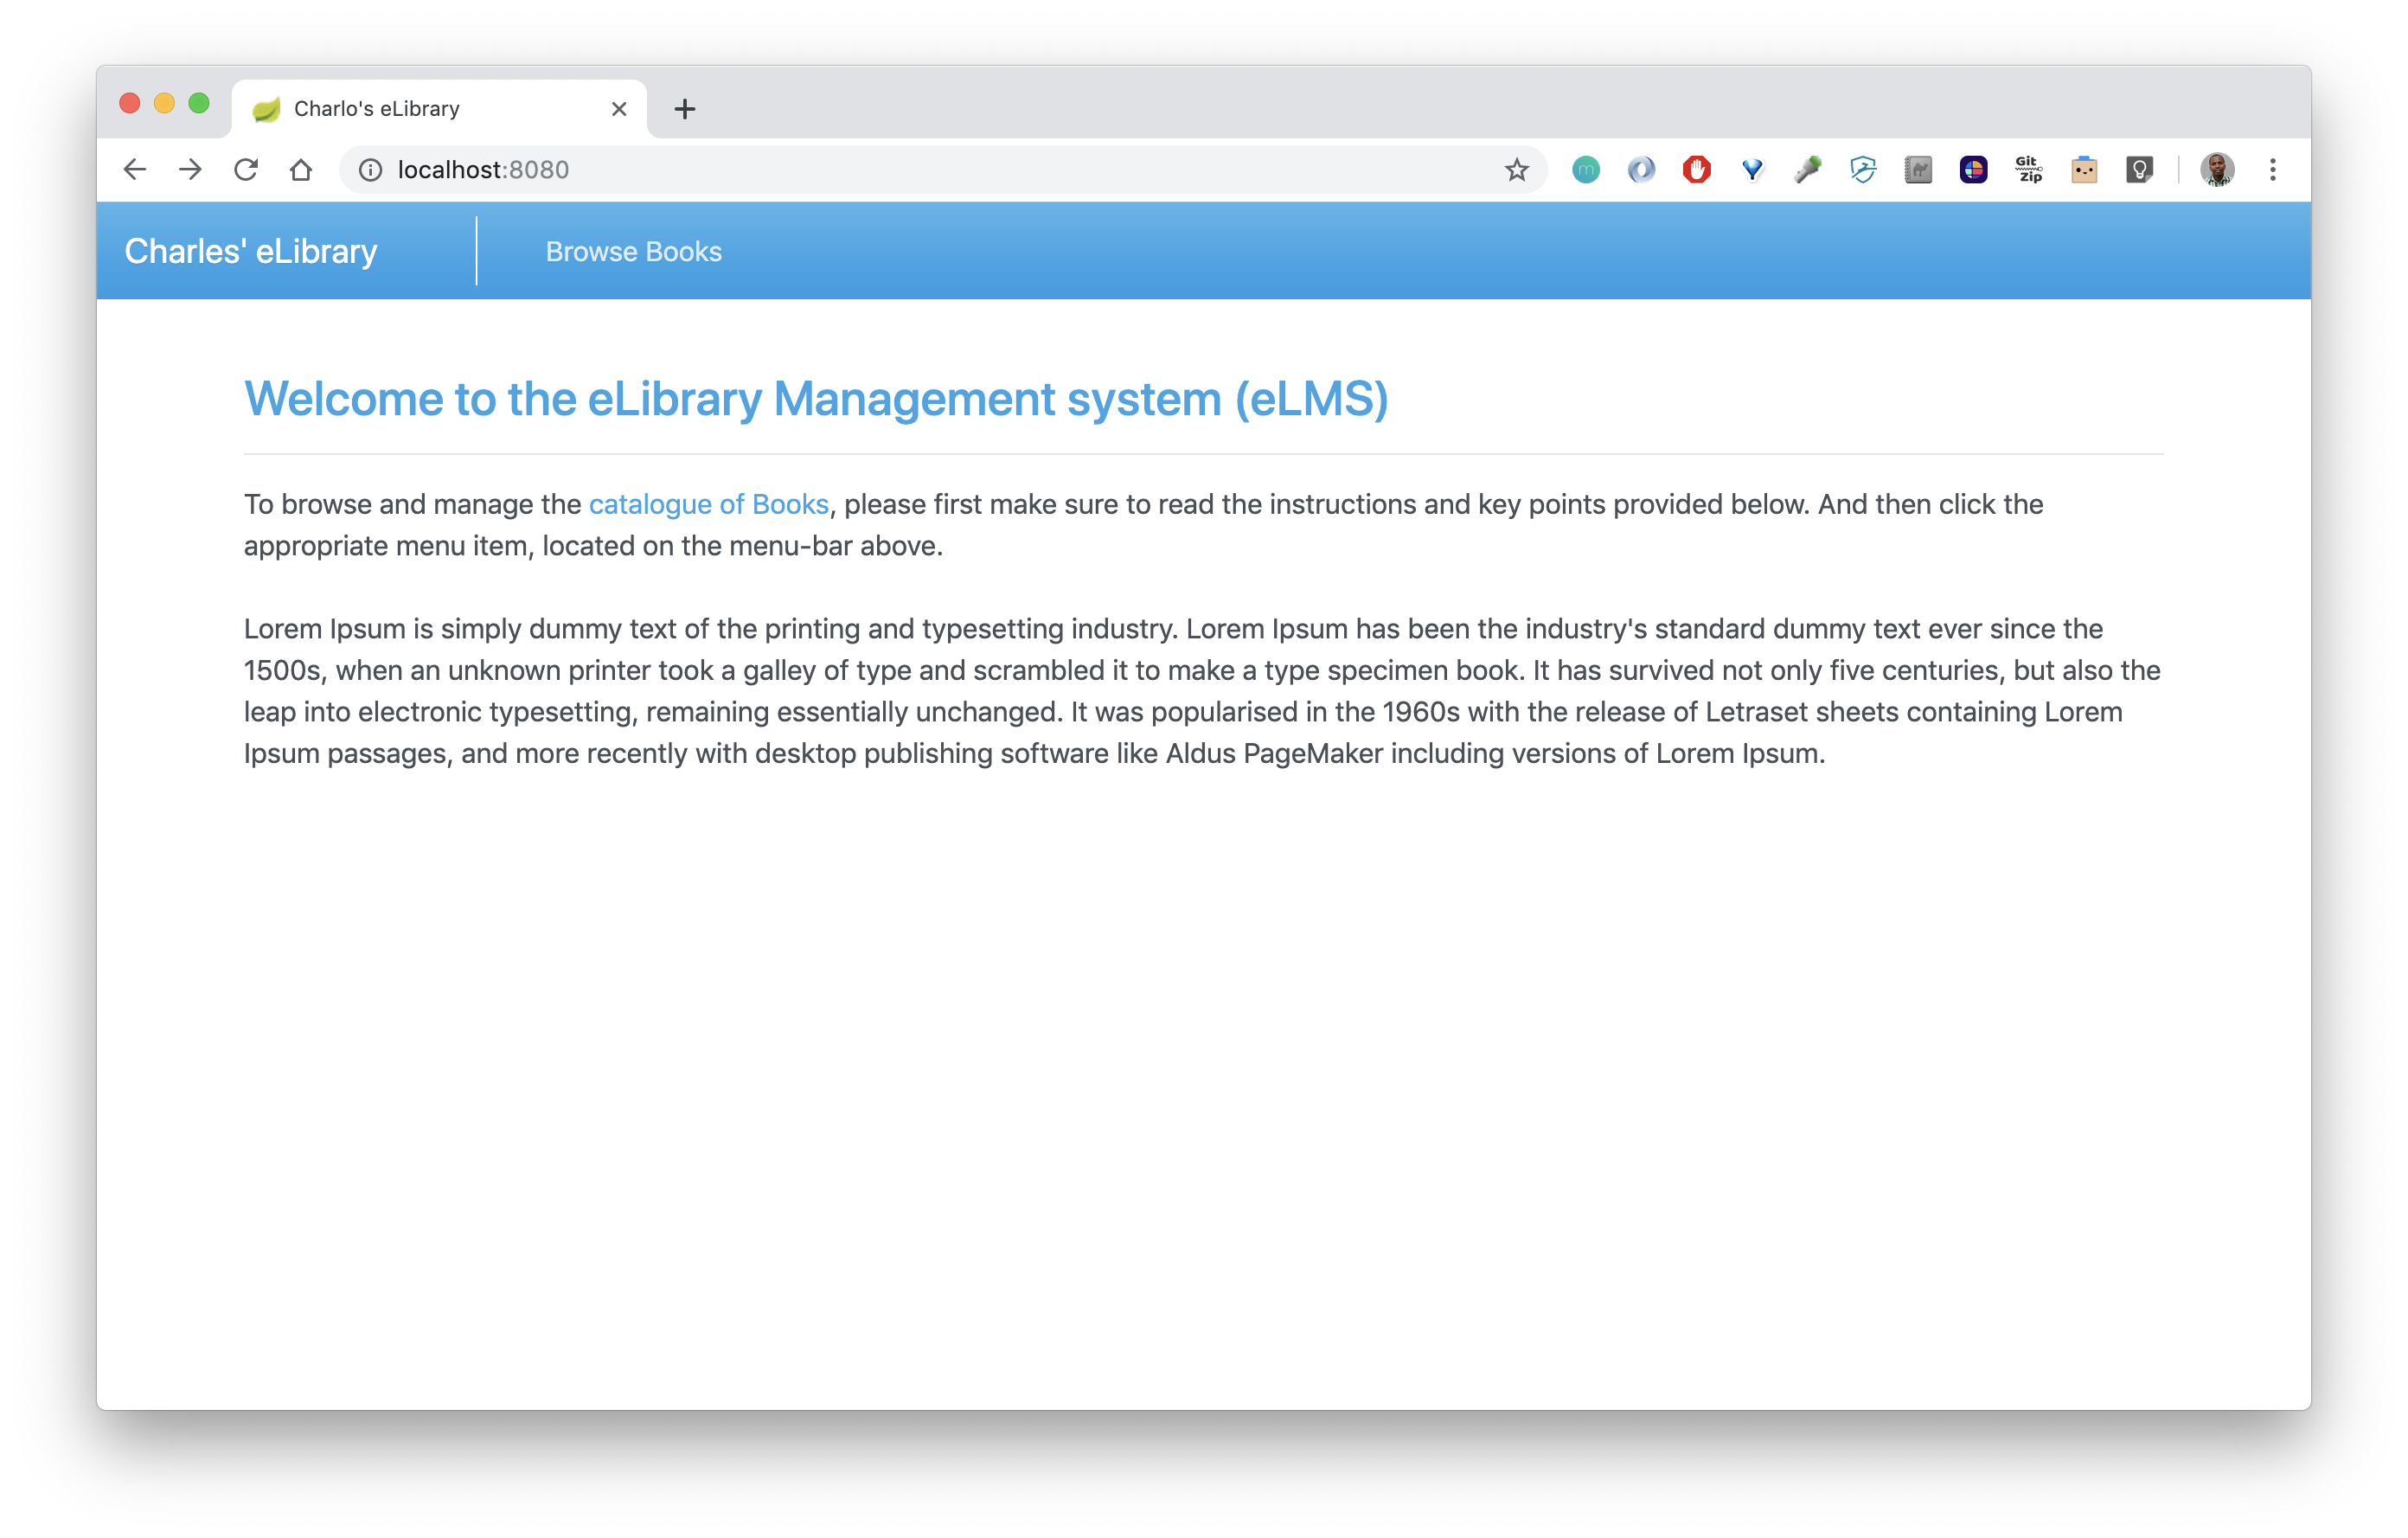 Charlo's eLibrary
localhost:8080
m
Git
Zip
Charles' eLibrary
Browse Books
Welcome to the eLibrary Management system (eLMS)
To browse and manage the catalogue of Books, please first make sure to read the instructions and key points provided below. And then click the
appropriate menu item, located on the menu-bar above.
Lorem Ipsum is simply dummy text of the printing and typesetting industry. Lorem Ipsum has been the industry's standard dummy text ever since the
1500s, when an unknown printer took a galley of type and scrambled it to make a type specimen book. It has survived not only five centuries, but also the
leap into electronic typesetting, remaining essentially unchanged. It was popularised in the 1960s with the release of Letraset sheets containing Lorem
Ipsum passages, and more recently with desktop publishing software like Aldus PageMaker including versions of Lorem Ipsum.